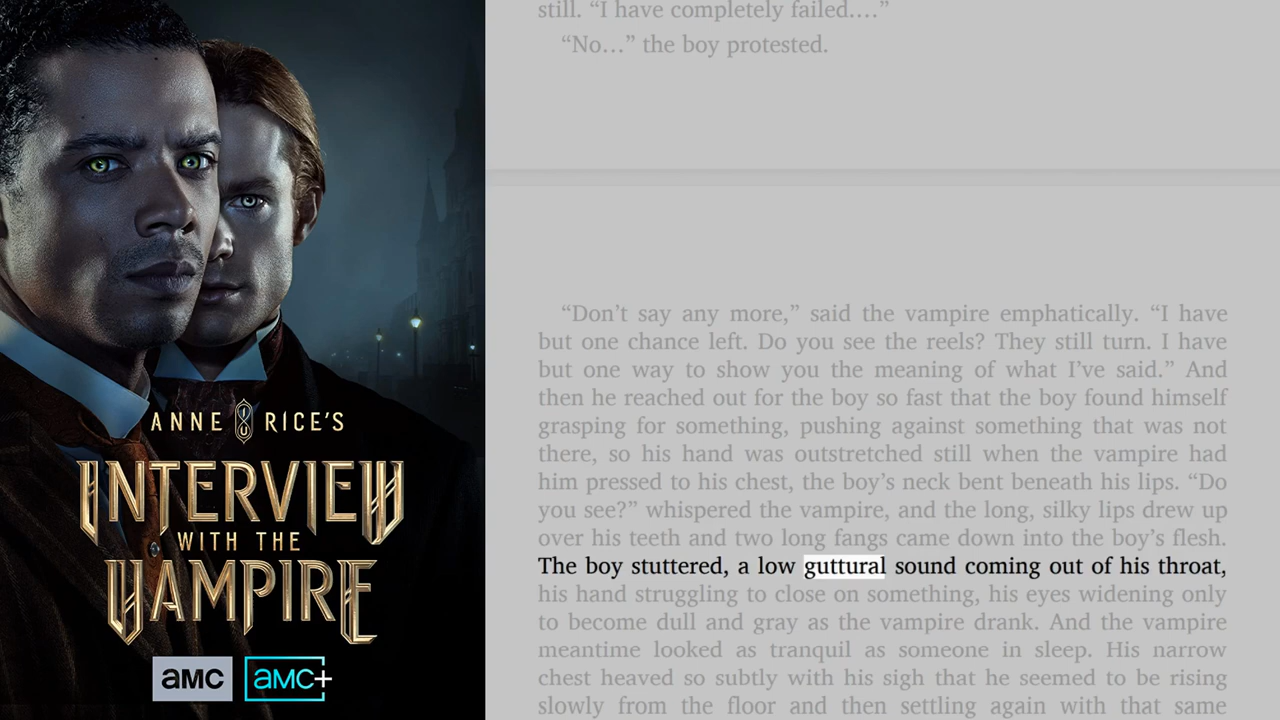 ANNE RICE'S
INTERVIEW
WITH THE
VAMPIRE
aMC
aMC+
still. “I have completely failed.…”
“No…” the boy protested.
“Don’t say any more,” said the vampire emphatically. “I have
but one chance left. Do you see the reels? They still turn. I have
but one way to show you the meaning of what I’ve said.” And
then he reached out for the boy so fast that the boy found himself
grasping for something, pushing against something that was not
there, so his hand was outstretched still when the vampire had
him pressed to his chest, the boy’s neck bent beneath his lips. “Do
you see?” whispered the vampire, and the long, silky lips drew up
over his teeth and two long fangs came down into the boy’s flesh.
The boy stuttered, a low guttural sound coming out of his throat,
his hand struggling to close on something, his eyes widening only
to become dull and gray as the vampire drank. And the vampire
meantime looked as tranquil as someone in sleep. His narrow
chest heaved so subtly with his sigh that he seemed to be rising
slowly from the floor and then settling again with that same